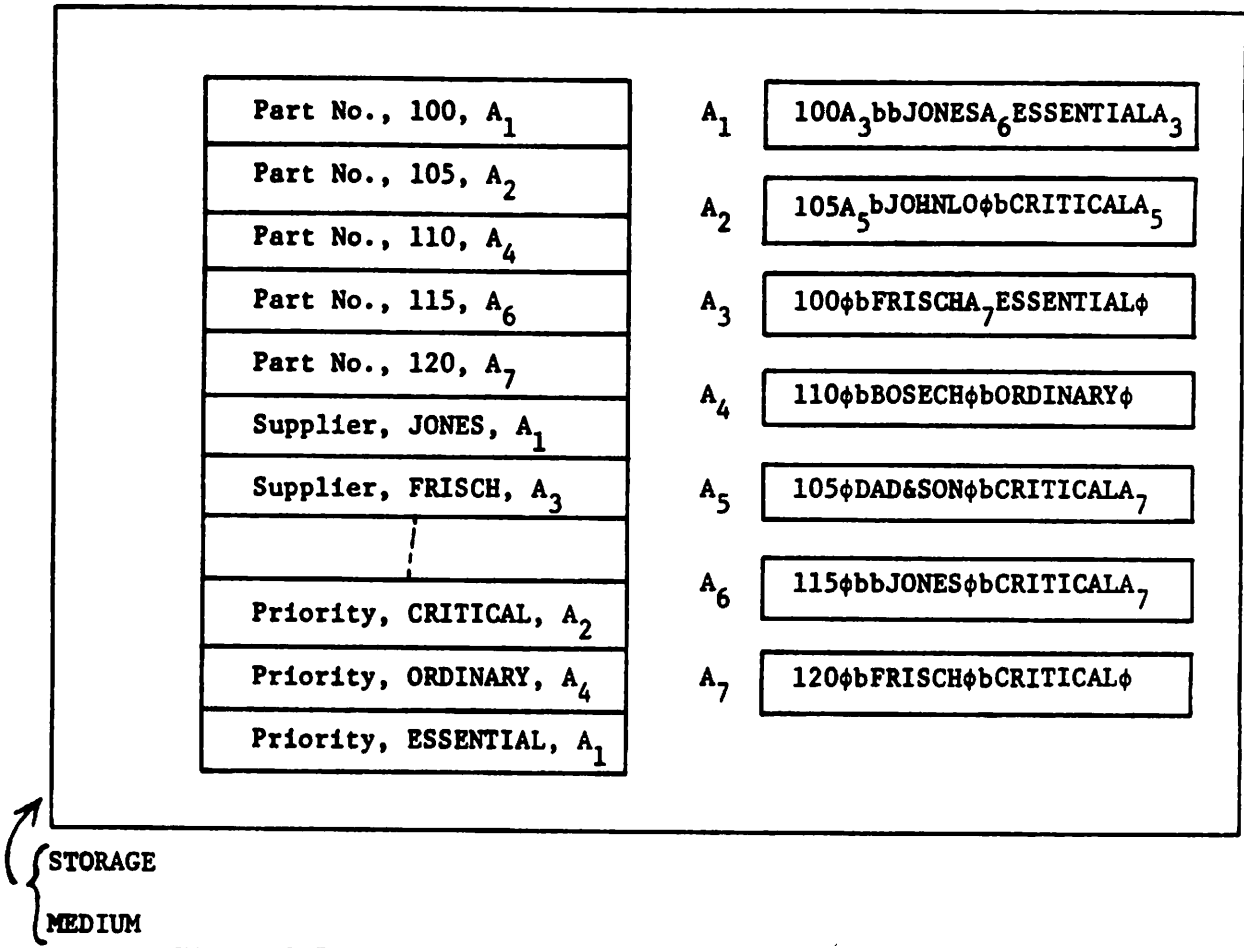 Part No., 100, A₁
Part No., 105, A₂
Part No., 110, A₄
Part No., 115, A₆
Part No., 120, A₇
Supplier, JONES, A₁
Supplier, FRISCH, A₃
Priority, CRITICAL, A₂
Priority, ORDINARY, A₄
Priority, ESSENTIAL, A₁
A₁ 100A₃bbJONESA₆ESSENTIALA₃
A₂ 105A₅bJOHNLOϕbCRITICALA₅
A₃ 100ϕbFRISCHA₇ESSENTIALϕ
A₄ 110ϕbBOSECHϕbORDINARYϕ
A₅ 105ϕDAD&SONϕbCRITICALA₇
A₆ 115ϕbbJONESϕbCRITICALA₇
A₇ 120ϕbFRISCHϕbCRITICALϕ
STORAGE
MEDIUM